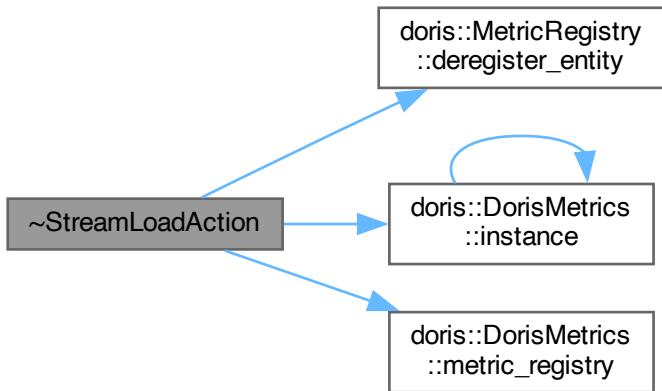 doris::MetricRegistry
::deregister_entity
~StreamLoadAction
doris::DorisMetrics
::instance
doris::DorisMetrics
::metric_registry